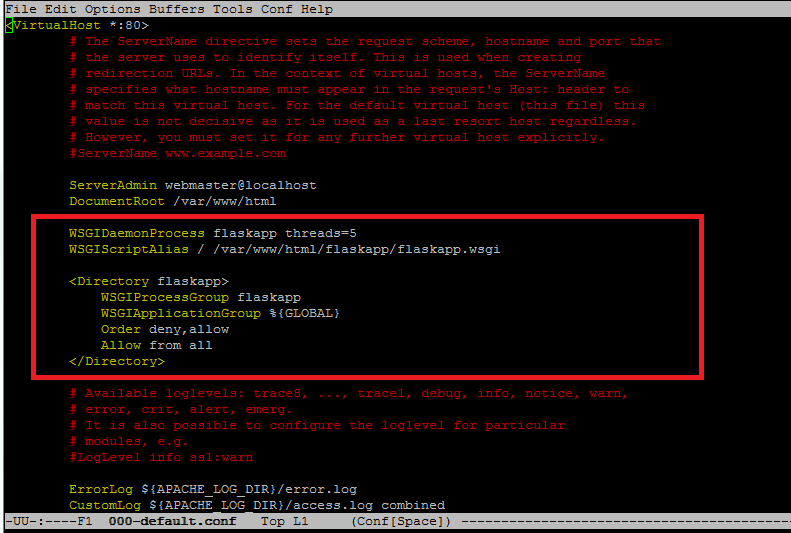 File Edit Options Buffers Tools Conf Help
<VirtualHost *:80>
# The ServerName directive sets the request scheme, hostname and port that
# the server uses to identify itself. This is used when creating
# redirection URLs. In the context of virtual hosts, the ServerName
# specifies what hostname must appear in the request's Host: header to
# match this virtual host. For the default virtual host (this file) this
# value is not decisive as it is used as a last resort host regardless.
# However, you must set it for any further virtual host explicitly.
#ServerName www.example.com
ServerAdmin webmaster@localhost
DocumentRoot /var/www/html
WSGIDaemonProcess flaskapp threads=5
WSGIScriptAlias / /var/www/html/flaskapp/flaskapp.wsgi
<Directory flaskapp>
WSGIProcessGroup flaskapp
WSGIApplicationGroup %{GLOBAL}
Order deny,allow
Allow from all
</Directory>
# Available loglevels: trace8, ..., trace1, debug, info, notice, warn,
# error, crit, alert, emerg.
# It is also possible to configure the loglevel for particular
# modules, e.g.
#LogLevel info ssl:warn
ErrorLog ${APACHE_LOG_DIR}/error.log
CustomLog ${APACHE_LOG_DIR}/access.log combined
-UU-:----F1 000-default.conf Top L1 (Conf[Space]) ------------------------------------------